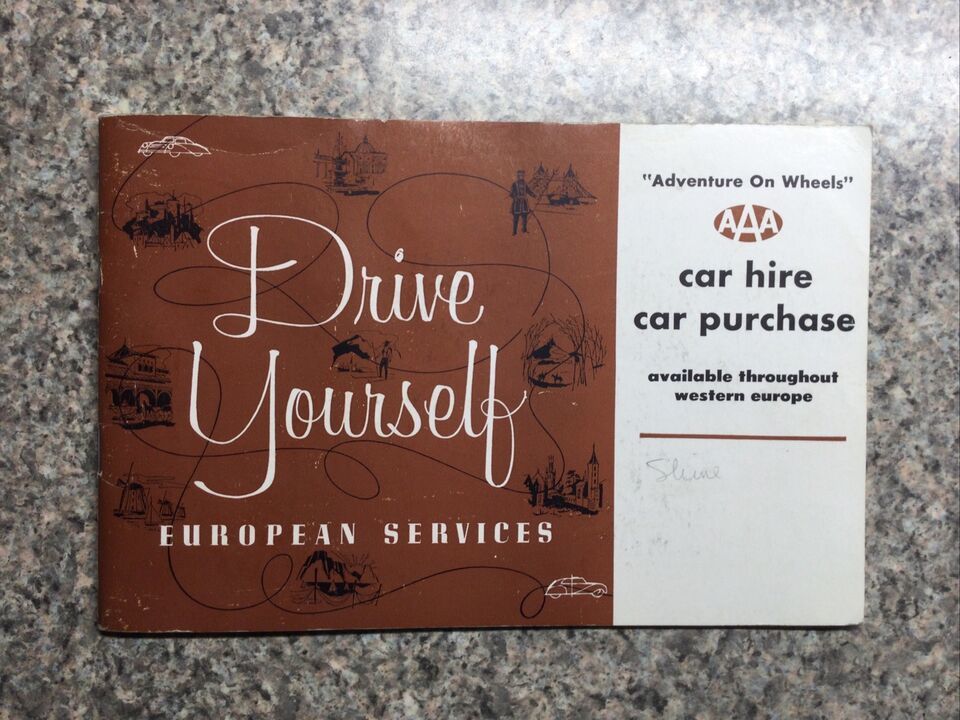 Drive
Yourself
EUROPEAN SERVICES
"Adventure On Wheels"
AAA
car hire
car purchase
available throughout
western europe